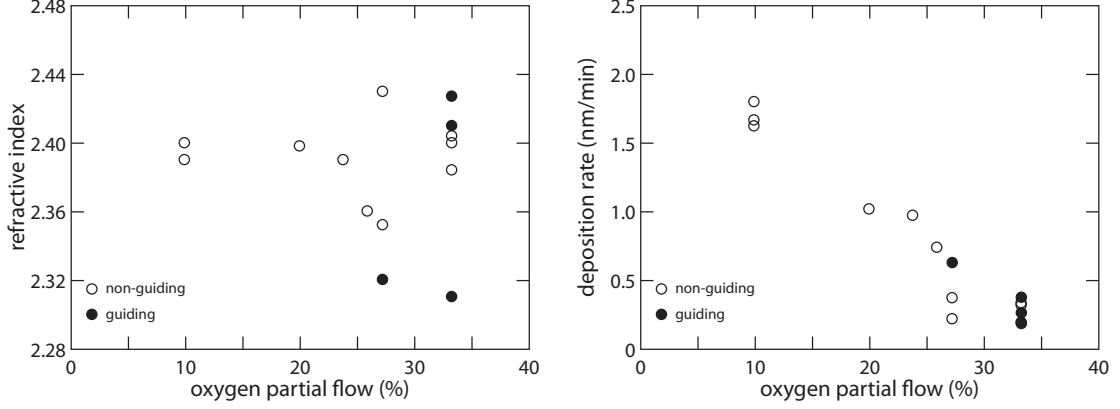 2.48
2.44
2.40
2.36
2.32
2.28
refractive index
non-guiding
guiding
0
10
20
30
40
oxygen partial flow (%)
2.5
2.0
1.5
1.0
0.5
0
deposition rate (nm/min)
non-guiding
guiding
0
10
20
30
40
oxygen partial flow (%)